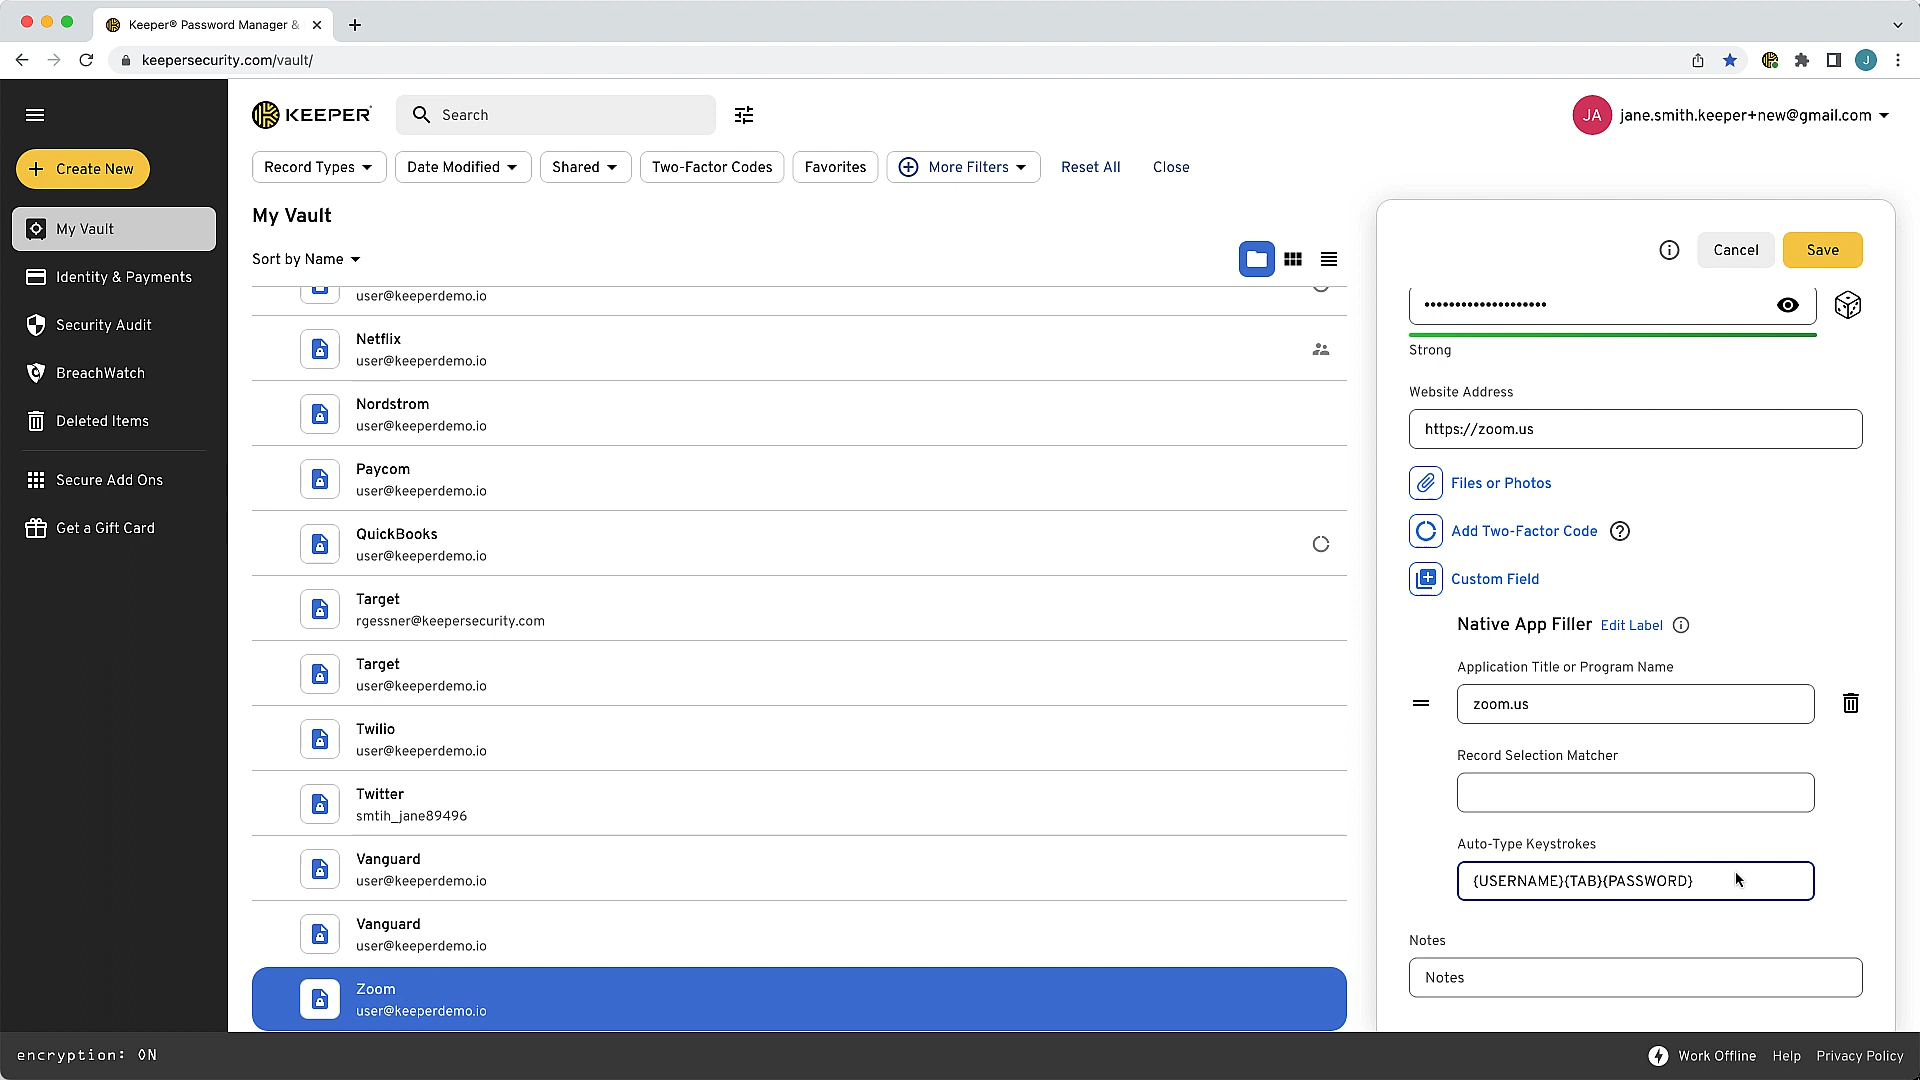 Keeper® Password Manager &
keepersecurity.com/vault/
J
KEEPER
Search
JA
jane.smith.keeper+new@gmail.com
Create New
Record Types
Date Modified
Shared
Two-Factor Codes
Favorites
More Filters
Reset All
Close
My Vault
Identity & Payments
Security Audit
BreachWatch
Deleted Items
Secure Add Ons
Get a Gift Card
My Vault
Sort by Name
user@keeperdemo.io
Netflix
user@keeperdemo.io
Nordstrom
user@keeperdemo.io
Paycom
user@keeperdemo.io
QuickBooks
user@keeperdemo.io
Target
rgessner@keepersecurity.com
Target
user@keeperdemo.io
Twilio
user@keeperdemo.io
Twitter
smtih_jane89496
Vanguard
user@keeperdemo.io
Vanguard
user@keeperdemo.io
Zoom
user@keeperdemo.io
Cancel
Save
••••••••••••••••••••
Strong
Website Address
https://zoom.us
Files or Photos
Add Two-Factor Code
Custom Field
Native App Filler Edit Label
Application Title or Program Name
zoom.us
Record Selection Matcher
Auto-Type Keystrokes
{USERNAME}{TAB}{PASSWORD}
Notes
Notes
encryption: ON
Work Offline
Help
Privacy Policy